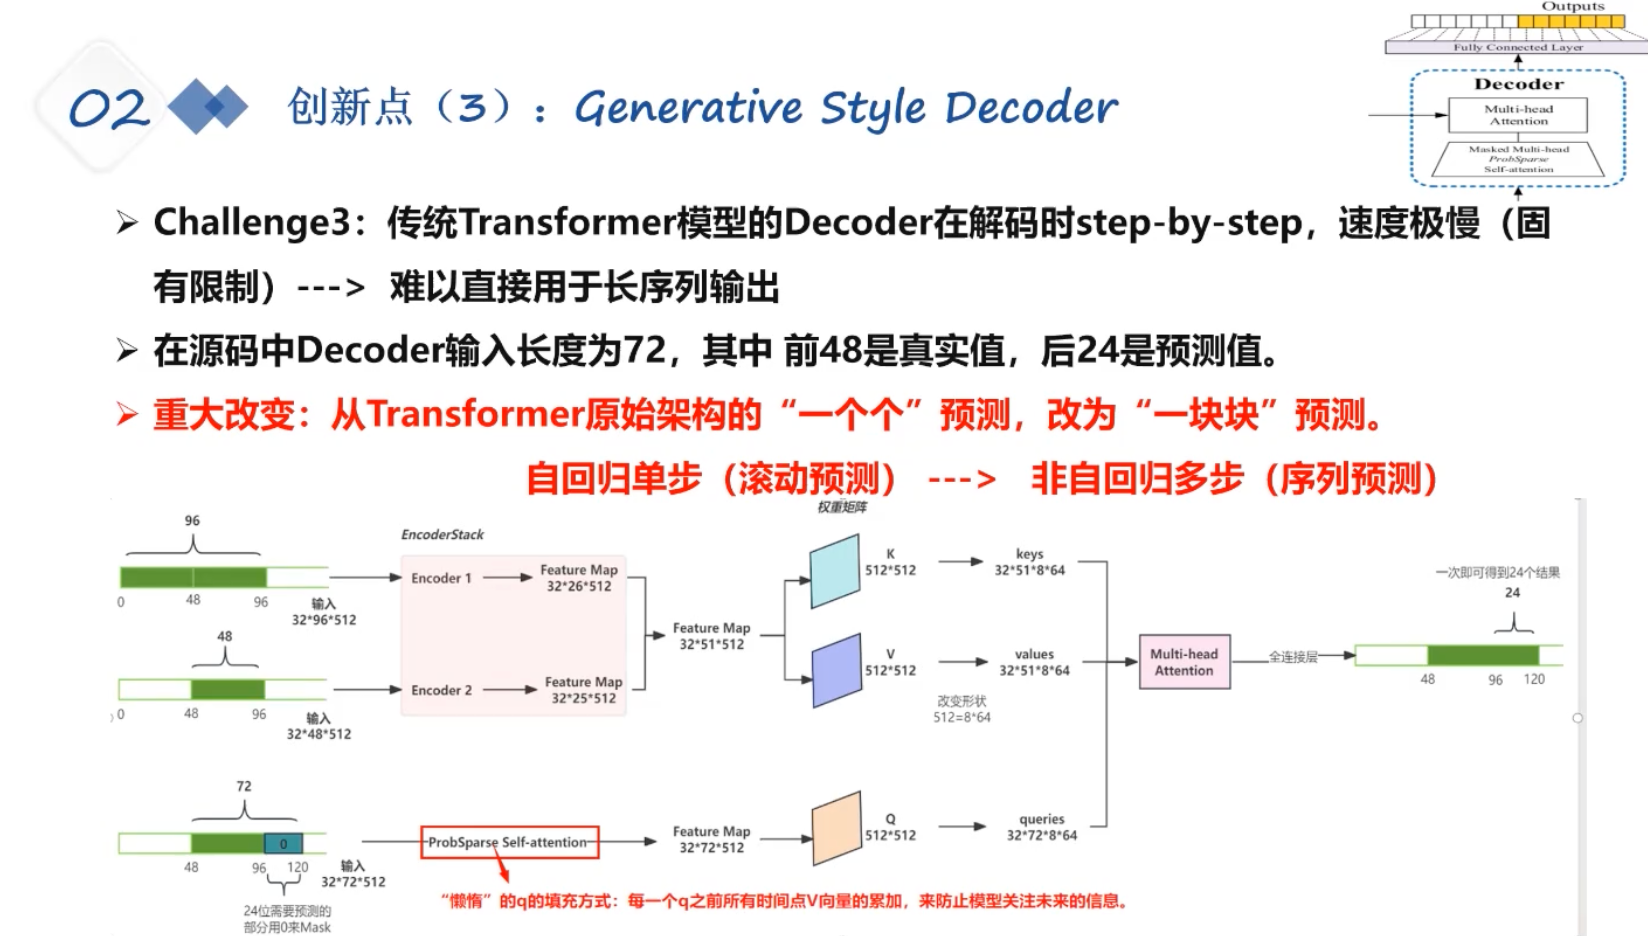 Outputs
Fully Connected Layer
Decoder
Multi-head
Attention
Masked Multi-head
ProbSparse
Self-attention
02
创新点（3）：Generative Style Decoder
Challenge3：传统Transformer模型的Decoder在解码时step-by-step，速度极慢（固
有限制）---> 难以直接用于长序列输出
在源码中Decoder输入长度为72，其中 前48是真实值，后24是预测值。
重大改变：从Transformer原始架构的“一个个”预测，改为“一块块”预测。
自回归单步（滚动预测） ---> 非自回归多步（序列预测）
96
0 48 96
输入
32*96*512
48
0 48 96
输入
32*48*512
EncoderStack
Encoder 1
Feature Map
32*26*512
Encoder 2
Feature Map
32*25*512
Feature Map
32*51*512
权重矩阵
K
512*512
keys
32*51*8*64
V
512*512
values
32*51*8*64
改变形状
512=8*64
Multi-head
Attention
全连接层
一次即可得到24个结果
24
48 96 120
72
0
48 96 120
输入
32*72*512
24位需要预测的
部分用0来Mask
ProbSparse Self-attention
Feature Map
32*72*512
Q
512*512
queries
32*72*8*64
“懒惰”的q的填充方式：每一个q之前所有时间点V向量的累加，来防止模型关注未来的信息。